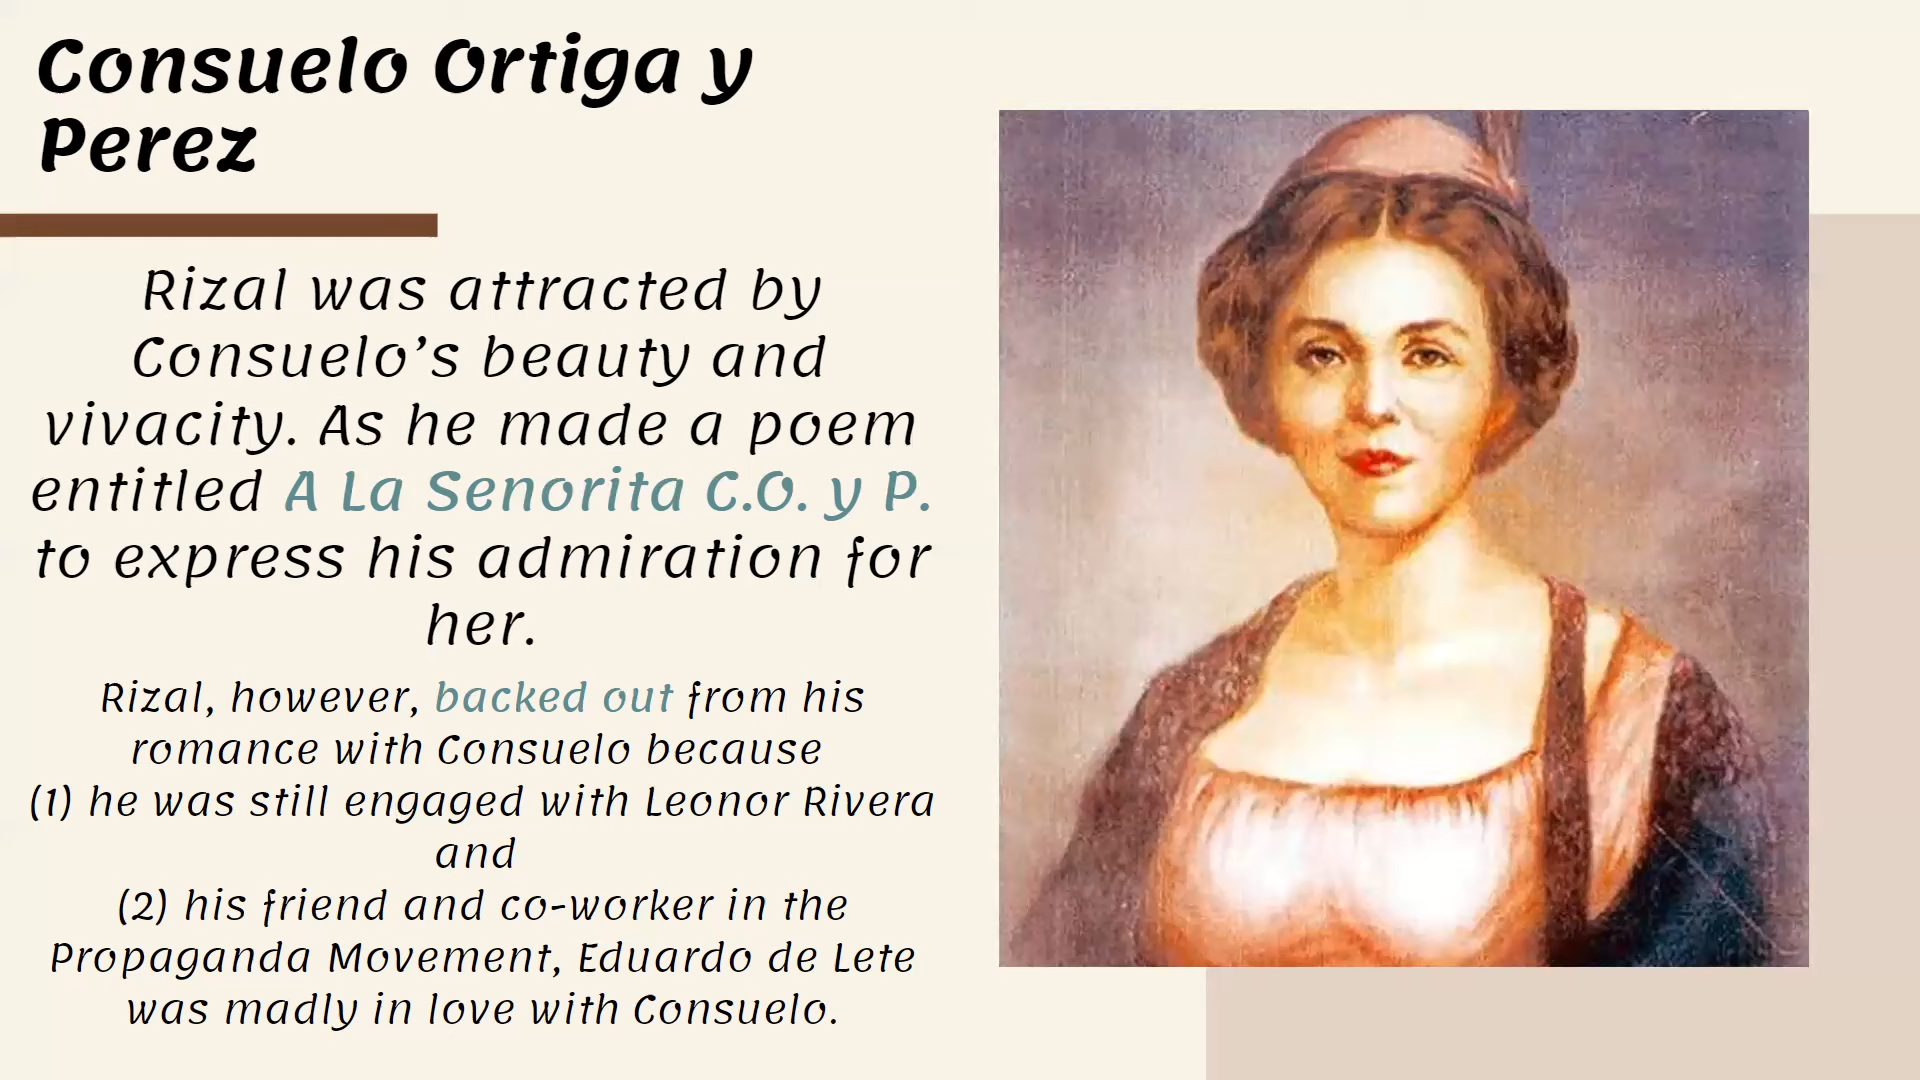 Consuelo Ortiga y
Perez
Rizal was attracted by
Consuelo’s beauty and
vivacity. As he made a poem
entitled A La Senorita C.O. y P.
to express his admiration for
her.
Rizal, however, backed out from his
romance with Consuelo because
(1) he was still engaged with Leonor Rivera
and
(2) his friend and co-worker in the
Propaganda Movement, Eduardo de Lete
was madly in love with Consuelo.